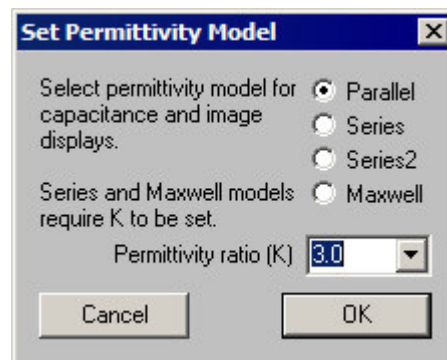 Set Permittivity Model
Select permittivity model for
capacitance and image
displays.
Parallel
Series
Series2
Maxwell
Series and Maxwell models
require K to be set.
Permittivity ratio (K) 3.0
Cancel OK